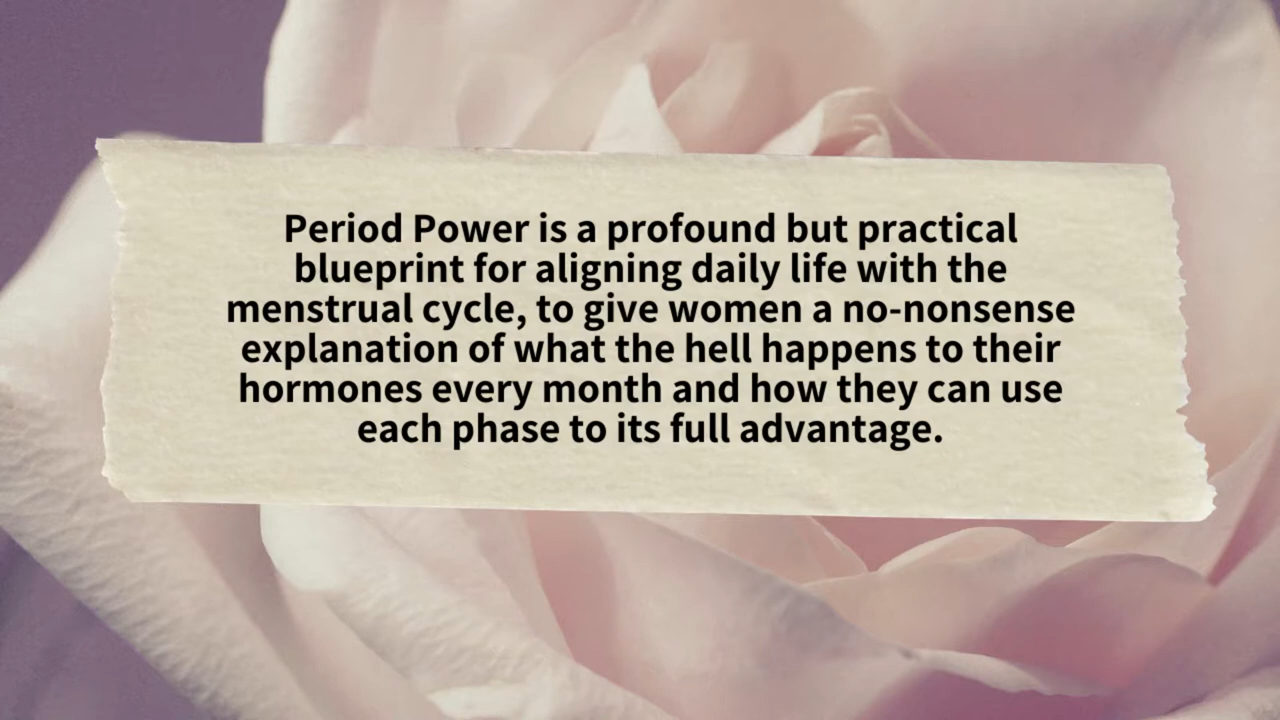 Period Power is a profound but practical
blueprint for aligning daily life with the
menstrual cycle, to give women a no-nonsense
explanation of what the hell happens to their
hormones every month and how they can use
each phase to its full advantage.